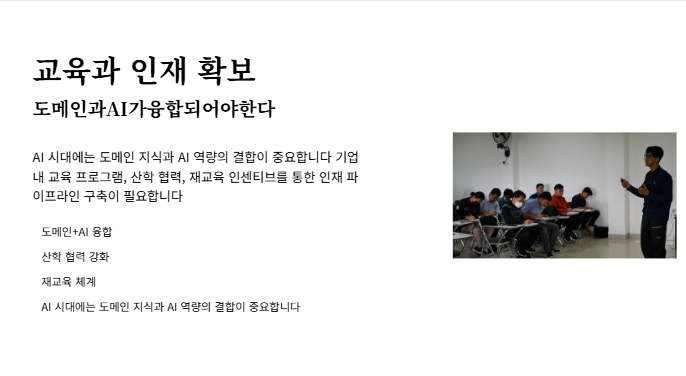 교육과 인재 확보
도메인과AI가융합되어야한다
AI 시대에는 도메인 지식과 AI 역량의 결합이 중요합니다 기업
내 교육 프로그램, 산학 협력, 재교육 인센티브를 통한 인재 파
이프라인 구축이 필요합니다
도메인+AI 융합
산학 협력 강화
재교육 체계
AI 시대에는 도메인 지식과 AI 역량의 결합이 중요합니다